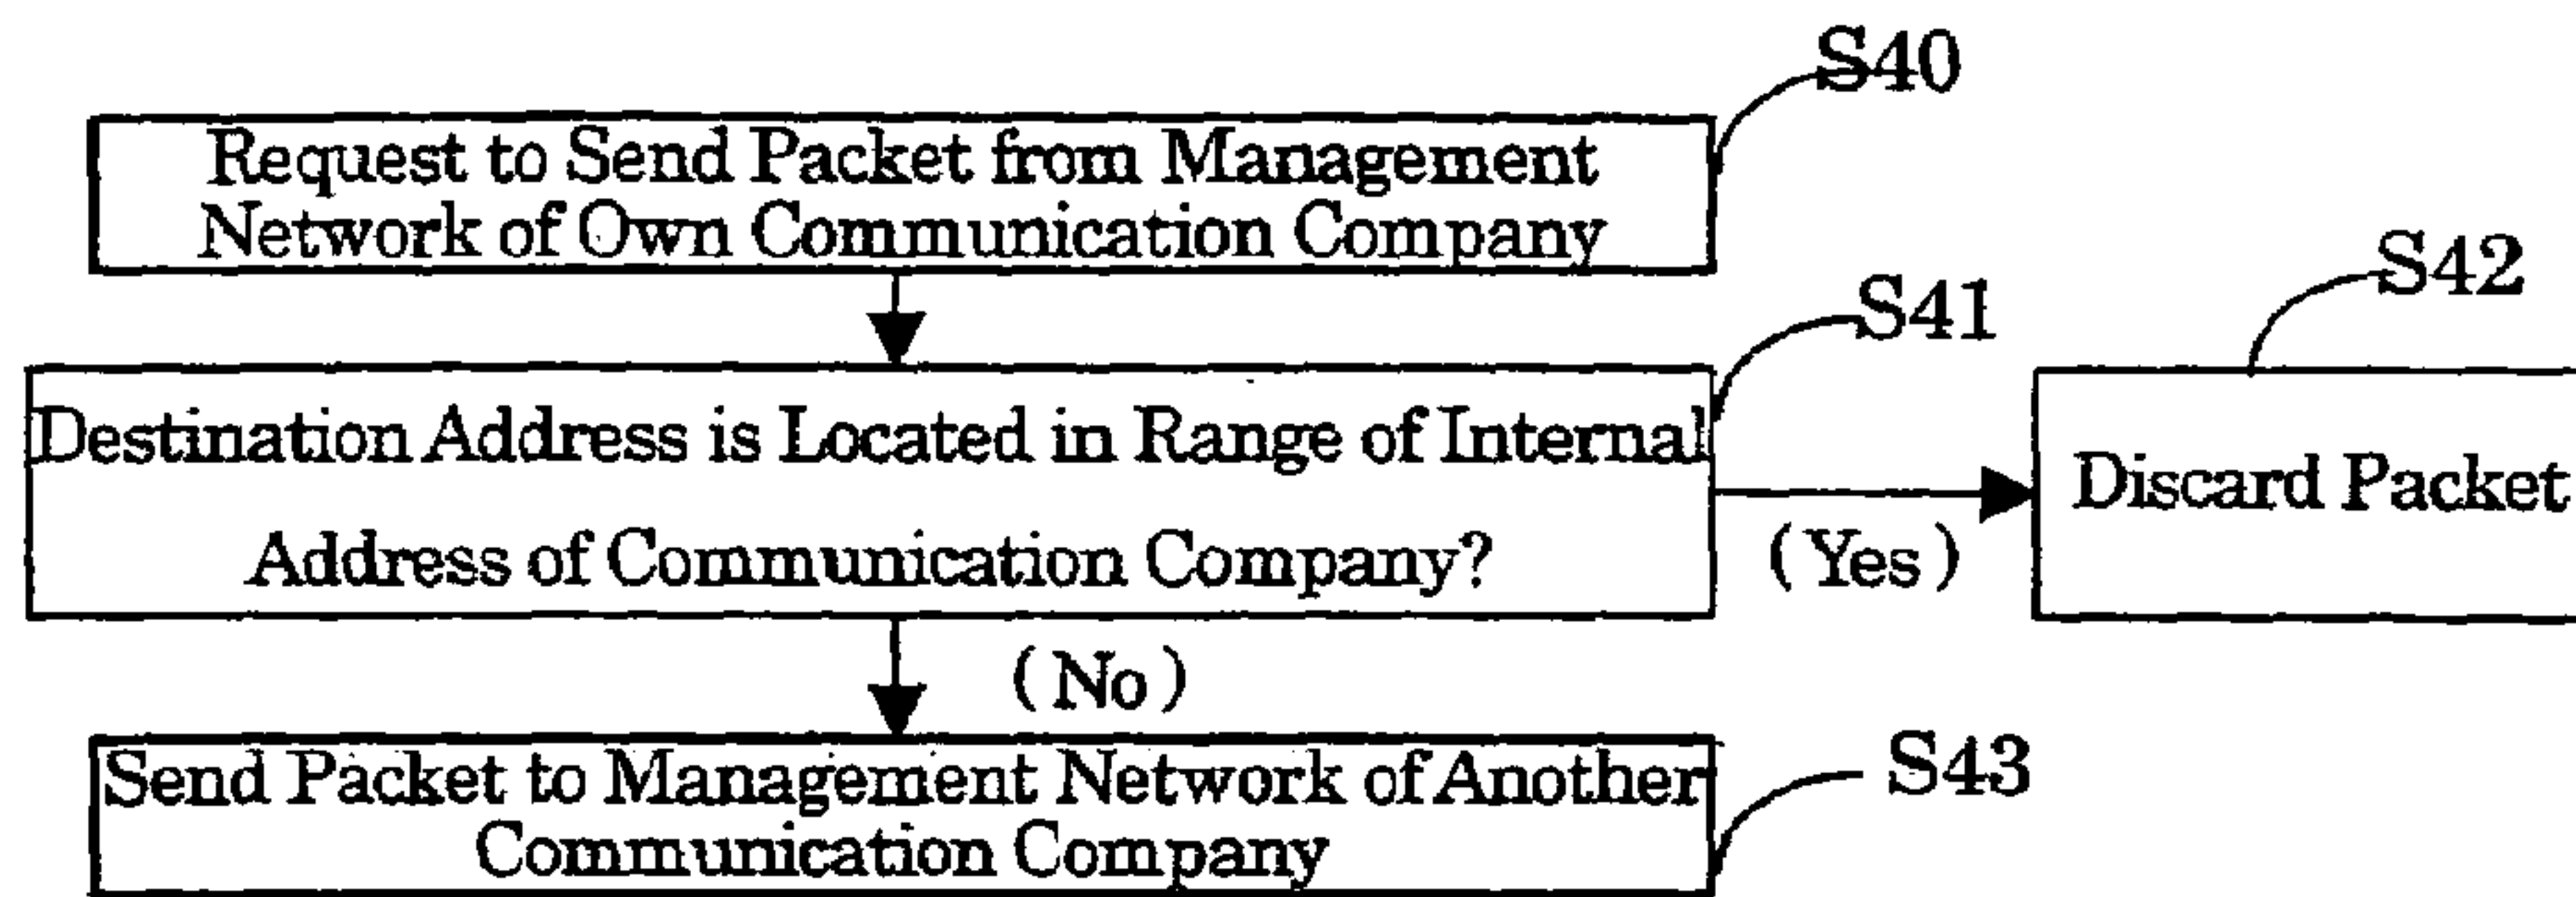 S40
Request to Send Packet from Management
Network of Own Communication Company
S41
Destination Address is Located in Range of Internal
Address of Communication Company?
S42
Discard Packet
(Yes)
(No)
Send Packet to Management Network of Another
Communication Company
S43